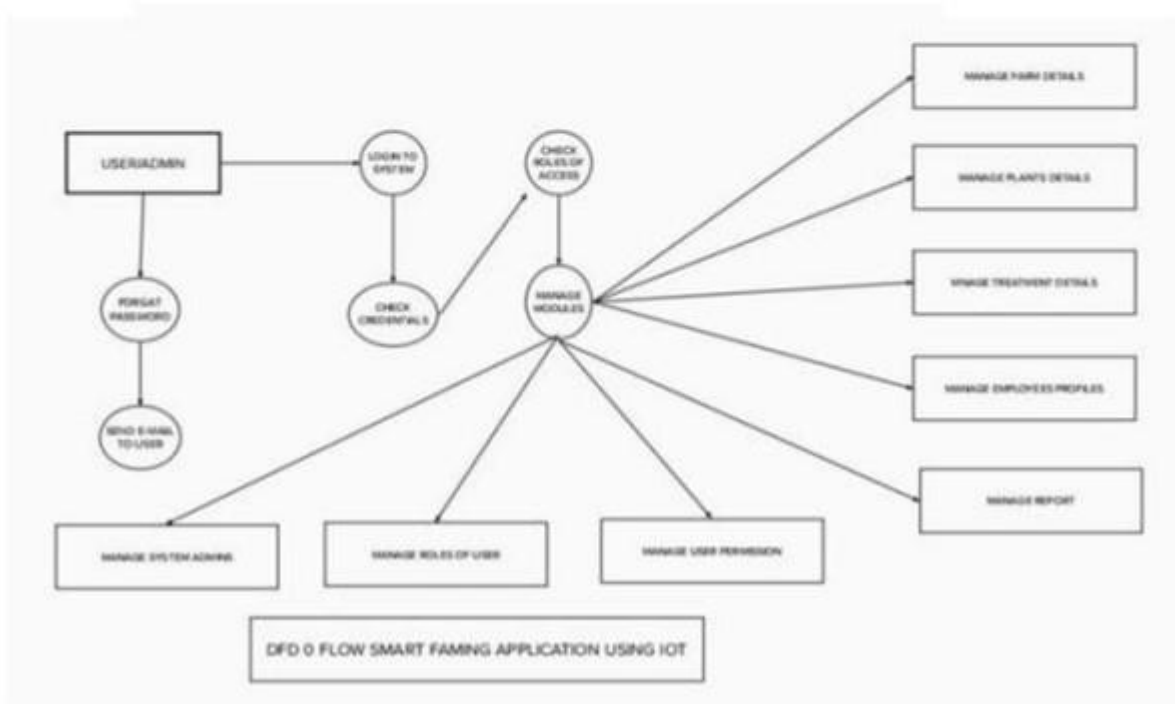 USER/ADMIN
LOGIN TO
SYSTEM
CHECK
ROLES OF
ACCESS
MANAGE FARM DETAILS
MANAGE PLANTS DETAILS
FORGAT
PASSWORD
CHECK
CREDENTIALS
MANAGE
MODULES
MNAGE TREATMENT DETAILS
MANAGE EMPLOYEES PROFILES
SEND E-MAIL
TO USER
MANAGE REPORT
MANAGE SYSTEM ADMINS
MANAGE ROLES OF USER
MANAGE USER PERMISSION
DFD 0 FLOW SMART FAMING APPLICATION USING IOT